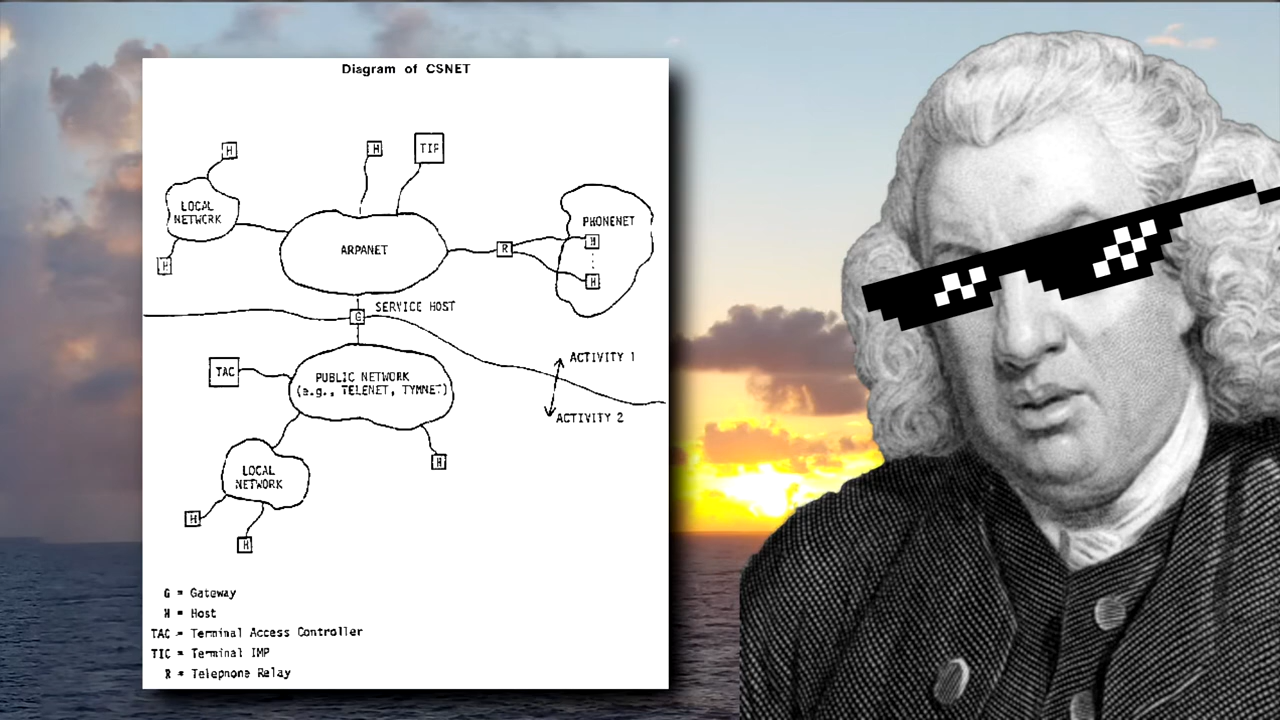 Diagram of CSNET
H
H
TIP
LOCAL
NETWORK
PHONENET
ARPANET
R
H
H
H
SERVICE HOST
G
ACTIVITY 1
TAC
PUBLIC NETWORK
(e.g., TELENET, TYMNET)
ACTIVITY 2
H
LOCAL
NETWORK
H
H
G = Gateway
H = Host
TAC = Terminal Access Controller
TIC = Terminal IMP
R = Telephone Relay